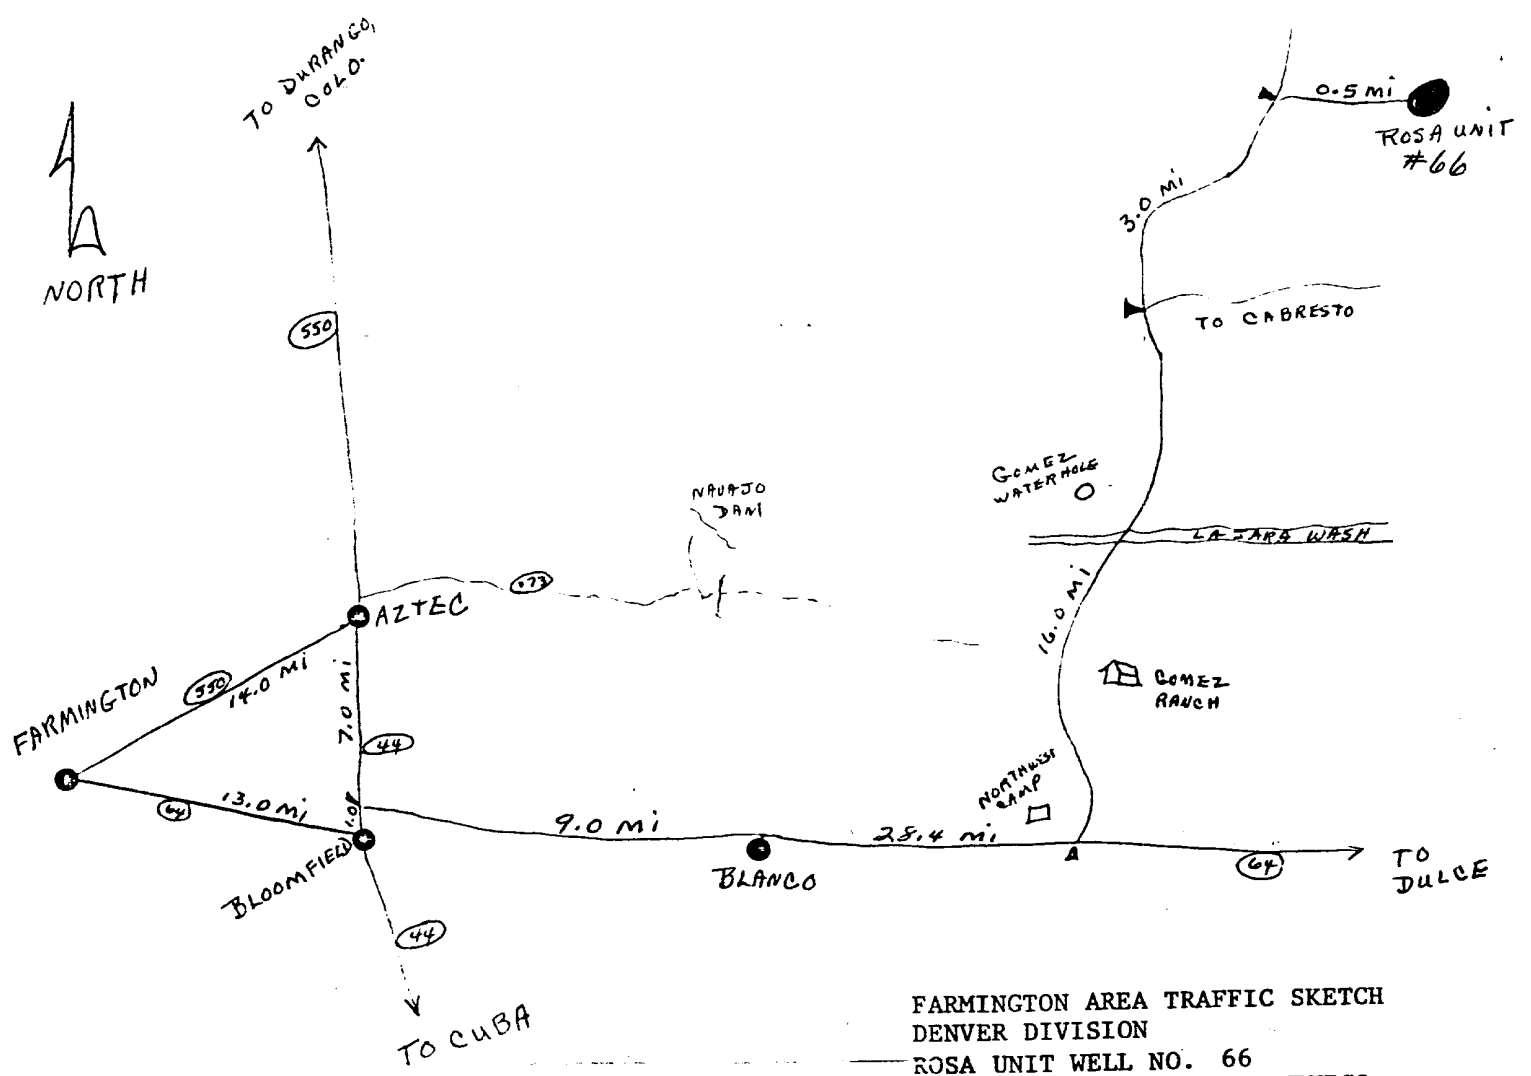 TO DURANGO,
COLO.
0.5 mi
ROSA UNIT
#66
3.0 mi
NORTH
550
TO CABRESTO
GOMEZ
WATERHOLE
NAVAJO
DAM
LA JARA WASH
173
AZTEC
16.0 mi
550
14.0 mi
7.0 mi
GOMEZ
RANCH
FARMINGTON
44
NORTHWEST
CAMP
64
13.0 mi
1.0
9.0 mi
28.4 mi
BLOOMFIELD
BLANCO
64
TO
DULCE
44
TO CUBA
FARMINGTON AREA TRAFFIC SKETCH
DENVER DIVISION
ROSA UNIT WELL NO. 66